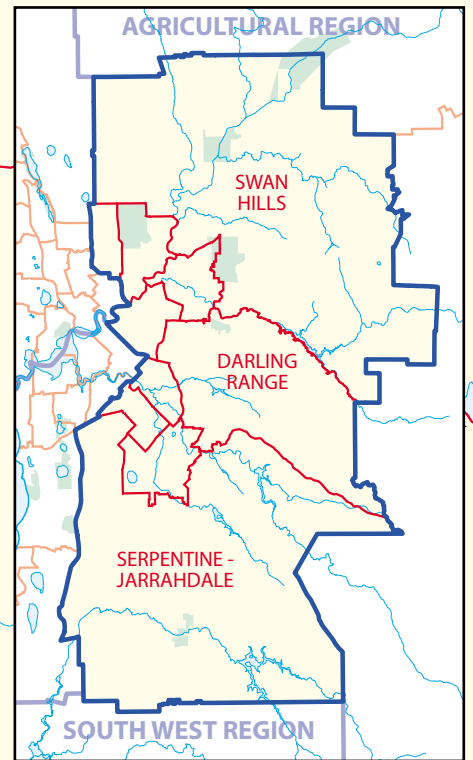 AGRICULTURAL REGION
SWAN
HILLS
DARLING
RANGE
SERPENTINE -
JARRAHDALE
SOUTH WEST REGION